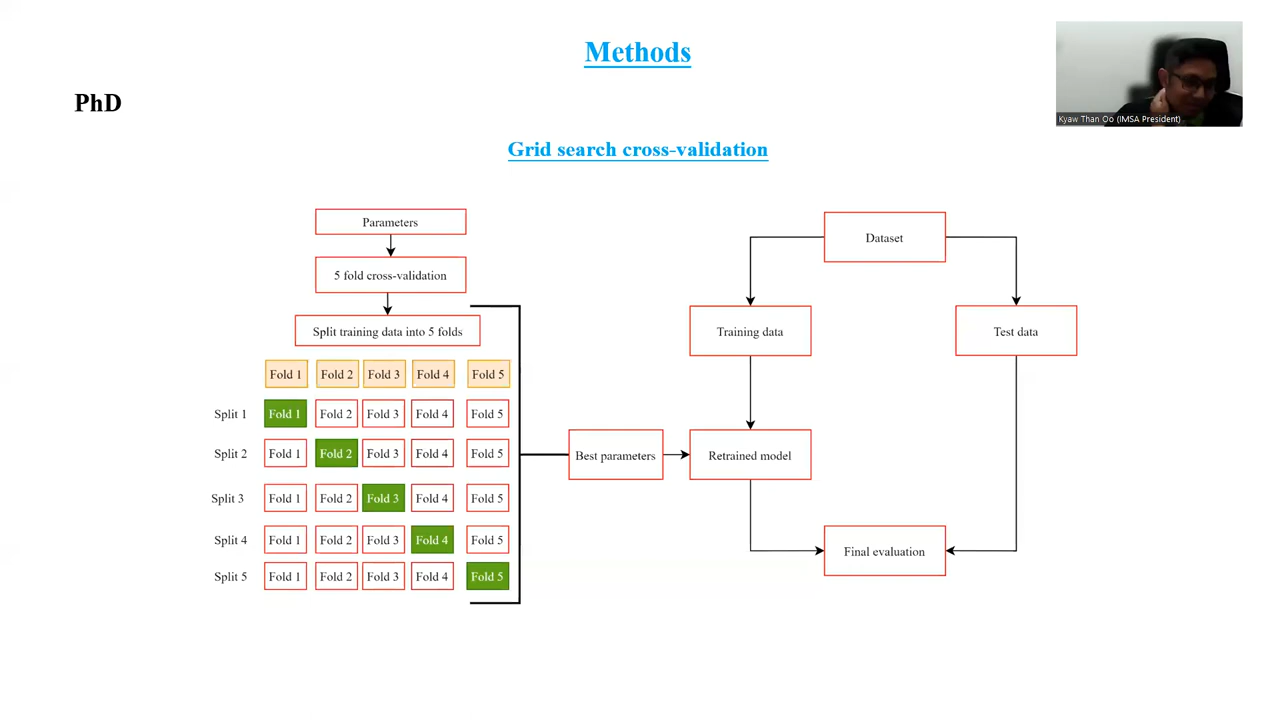 Methods
PhD
Kyaw Than Oo (IMSA President)
Grid search cross-validation
Parameters
5 fold cross-validation
Split training data into 5 folds
Fold 1 Fold 2 Fold 3 Fold 4 Fold 5
Split 1 Fold 1 Fold 2 Fold 3 Fold 4 Fold 5
Split 2 Fold 1 Fold 2 Fold 3 Fold 4 Fold 5
Split 3 Fold 1 Fold 2 Fold 3 Fold 4 Fold 5
Split 4 Fold 1 Fold 2 Fold 3 Fold 4 Fold 5
Split 5 Fold 1 Fold 2 Fold 3 Fold 4 Fold 5
Best parameters
Dataset
Training data
Test data
Retrained model
Final evaluation